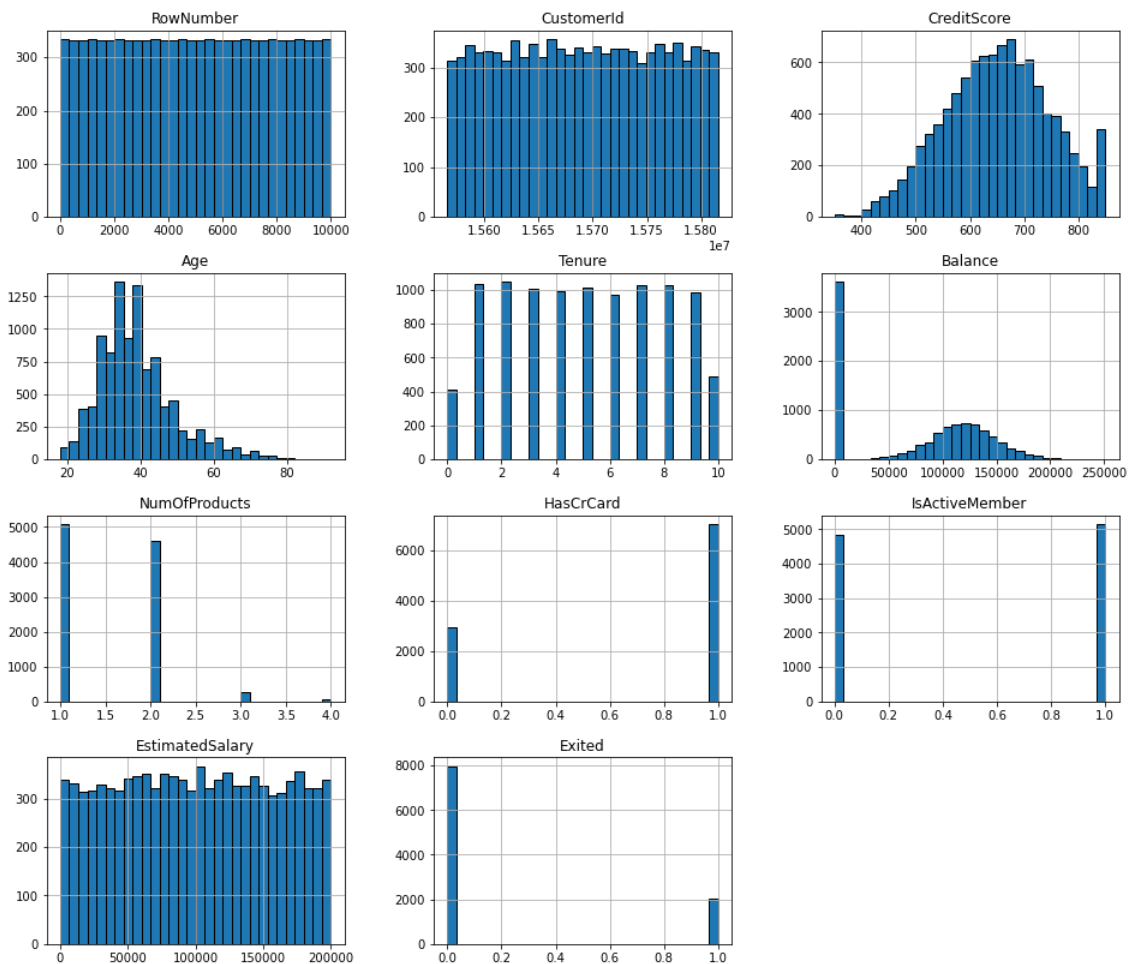 RowNumber
300
200
100
0
0 2000 4000 6000 8000 10000
CustomerId
300
200
100
0
1.560 1.565 1.570 1.575 1.580
1e7
CreditScore
600
400
200
0
400 500 600 700 800
Age
1250
1000
750
500
250
0
20 40 60 80
Tenure
1000
800
600
400
200
0
0 2 4 6 8 10
Balance
3000
2000
1000
0
0 50000 100000 150000 200000 250000
NumOfProducts
5000
4000
3000
2000
1000
0
1.0 1.5 2.0 2.5 3.0 3.5 4.0
HasCrCard
6000
4000
2000
0
0.0 0.2 0.4 0.6 0.8 1.0
IsActiveMember
5000
4000
3000
2000
1000
0
0.0 0.2 0.4 0.6 0.8 1.0
EstimatedSalary
300
200
100
0
0 50000 100000 150000 200000
Exited
8000
6000
4000
2000
0
0.0 0.2 0.4 0.6 0.8 1.0